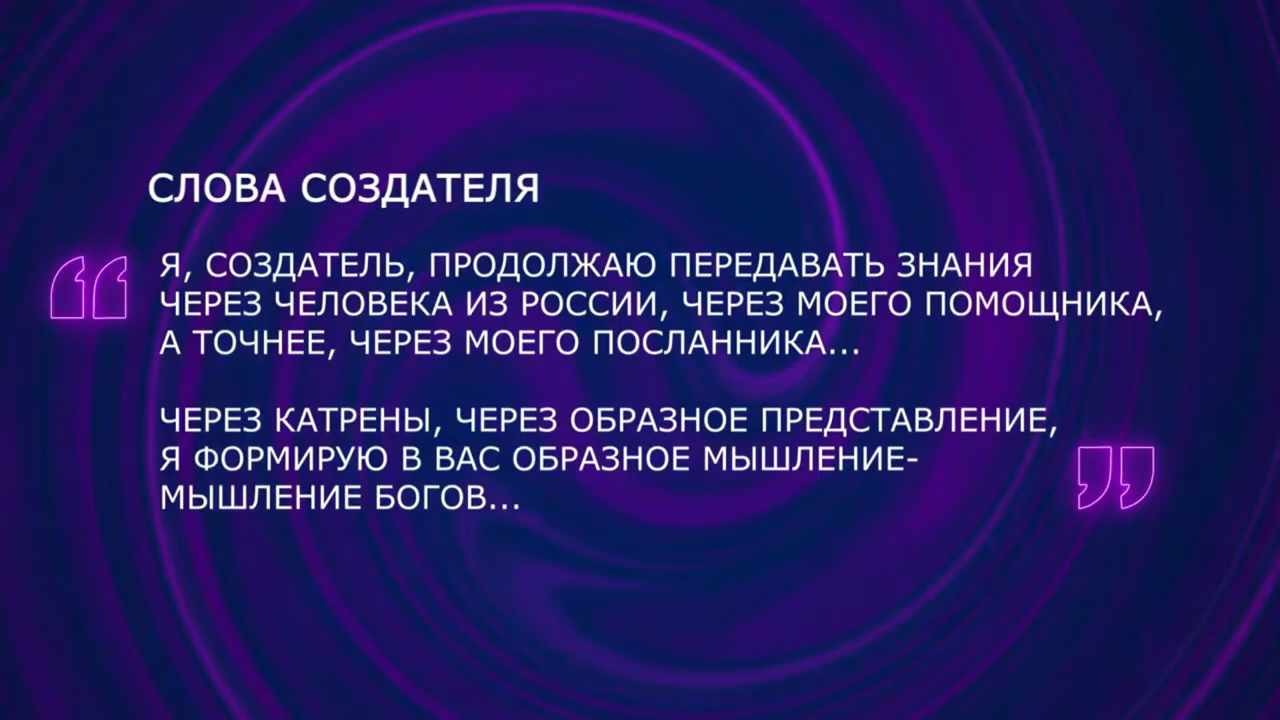 СЛОВА СОЗДАТЕЛЯ
Я, СОЗДАТЕЛЬ, ПРОДОЛЖАЮ ПЕРЕДАВАТЬ ЗНАНИЯ
ЧЕРЕЗ ЧЕЛОВЕКА ИЗ РОССИИ, ЧЕРЕЗ МОЕГО ПОМОЩНИКА,
А ТОЧНЕЕ, ЧЕРЕЗ МОЕГО ПОСЛАННИКА...
ЧЕРЕЗ КАТРЕНЫ, ЧЕРЕЗ ОБРАЗНОЕ ПРЕДСТАВЛЕНИЕ,
Я ФОРМИРУЮ В ВАС ОБРАЗНОЕ МЫШЛЕНИЕ-
МЫШЛЕНИЕ БОГОВ...